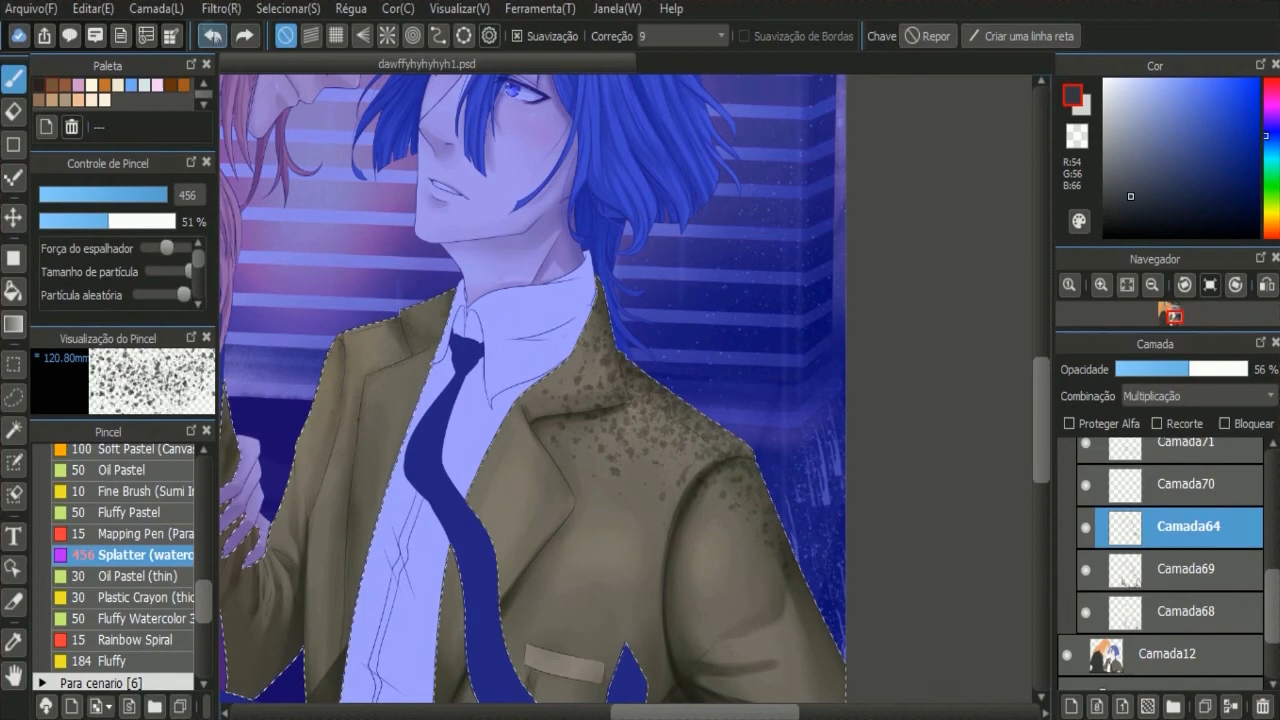 Arquivo(F) Editar(E) Camada(L) Filtro(R) Selecionar(S) Régua Cor(C) Visualizar(V) Ferramenta(T) Janela(W) Help
Suavização Correção 9 Suavização de Bordas Chave Repor Criar uma linha reta
dawffyhyhyhyh1.psd
Paleta
---
Controle de Pincel
456
51 %
Força do espalhador
Tamanho de partícula
Partícula aleatória
Visualização do Pincel
* 120.80mm
Pincel
100 Soft Pastel (Canvas
50 Oil Pastel
10 Fine Brush (Sumi In
50 Fluffy Pastel
15 Mapping Pen (Para
456 Splatter (waterc
30 Oil Pastel (thin)
30 Plastic Crayon (thic
50 Fluffy Watercolor 3
15 Rainbow Spiral
184 Fluffy
Para cenario [6]
Cor
R:54
G:56
B:66
Navegador
Camada
Opacidade 56 %
Combinação Multiplicação
Proteger Alfa Recorte Bloquear
Camada71
Camada70
Camada64
Camada69
Camada68
Camada12